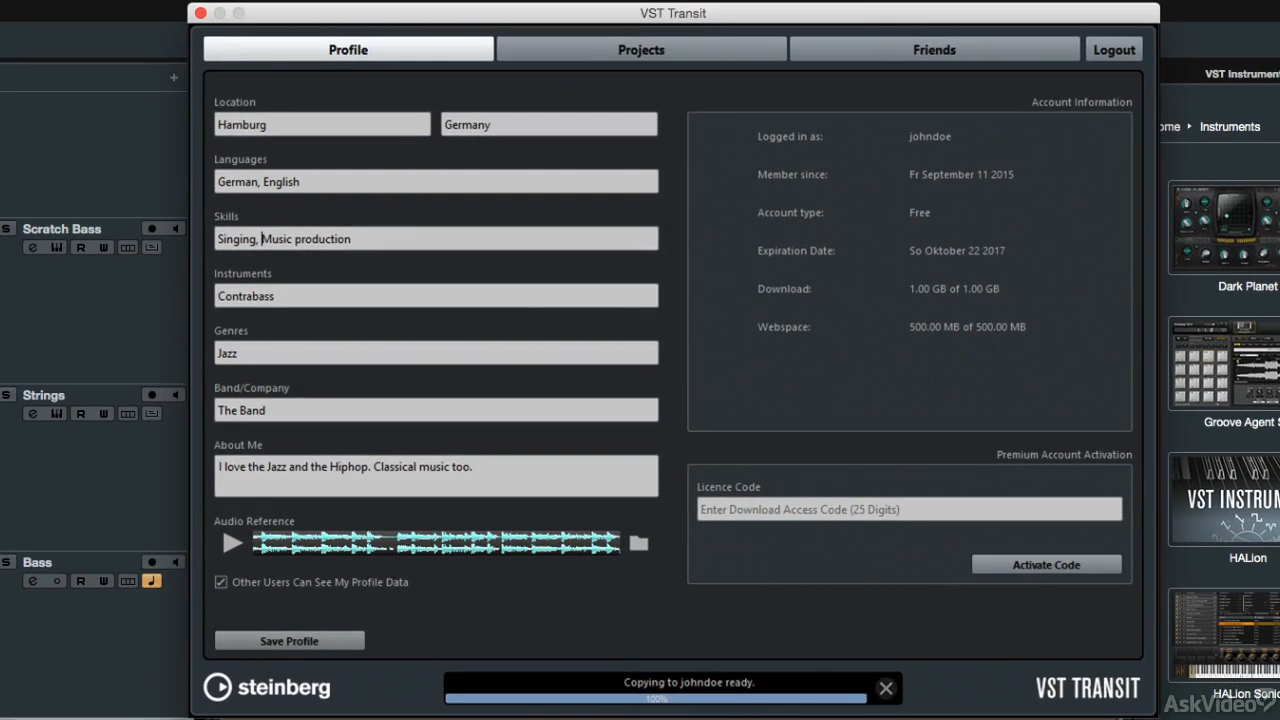 VST Transit
Profile
Projects
Friends
Logout
Location
Hamburg
Germany
Languages
German, English
Skills
Singing, Music production
Instruments
Contrabass
Genres
Jazz
Band/Company
The Band
About Me
I love the Jazz and the Hiphop. Classical music too.
Audio Reference
Other Users Can See My Profile Data
Save Profile
Account Information
Logged in as: johndoe
Member since: Fr September 11 2015
Account type: Free
Expiration Date: So Oktober 22 2017
Download: 1.00 GB of 1.00 GB
Webspace: 500.00 MB of 500.00 MB
Premium Account Activation
Licence Code
Enter Download Access Code (25 Digits)
Activate Code
steinberg
Copying to johndoe ready.
100%
VST TRANSIT
S Scratch Bass
e R W
S Strings
e R W
S Bass
e R W
VST Instrument
ome Instruments
Dark Planet
Groove Agent S
VST INSTRUM
HALion
HALion Sonic
AskVideo